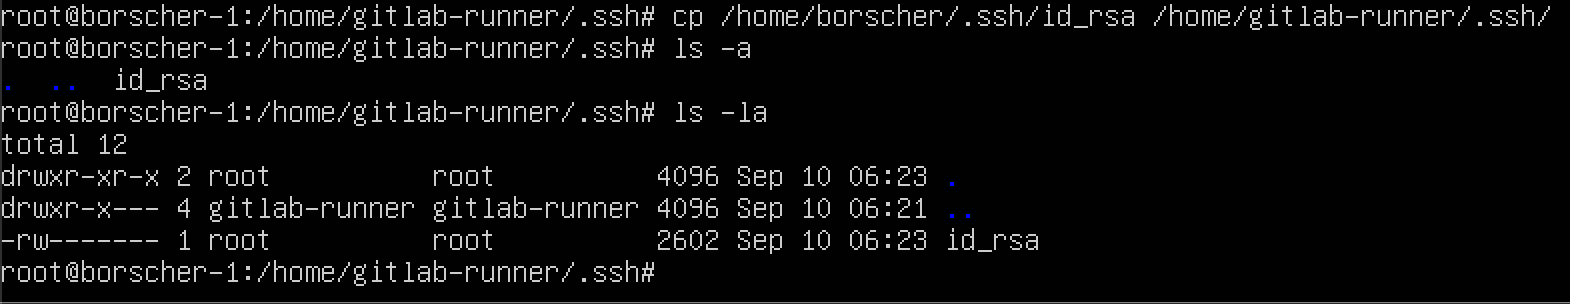 root@borscher-1:/home/gitlab-runner/.ssh# cp /home/borscher/.ssh/id_rsa /home/gitlab-runner/.ssh/
root@borscher-1:/home/gitlab-runner/.ssh# ls -a
.  ..  id_rsa
root@borscher-1:/home/gitlab-runner/.ssh# ls -la
total 12
drwxr-xr-x 2 root          root          4096 Sep 10 06:23 .
drwxr-x--- 4 gitlab-runner gitlab-runner 4096 Sep 10 06:21 ..
-rw------- 1 root          root          2602 Sep 10 06:23 id_rsa
root@borscher-1:/home/gitlab-runner/.ssh#